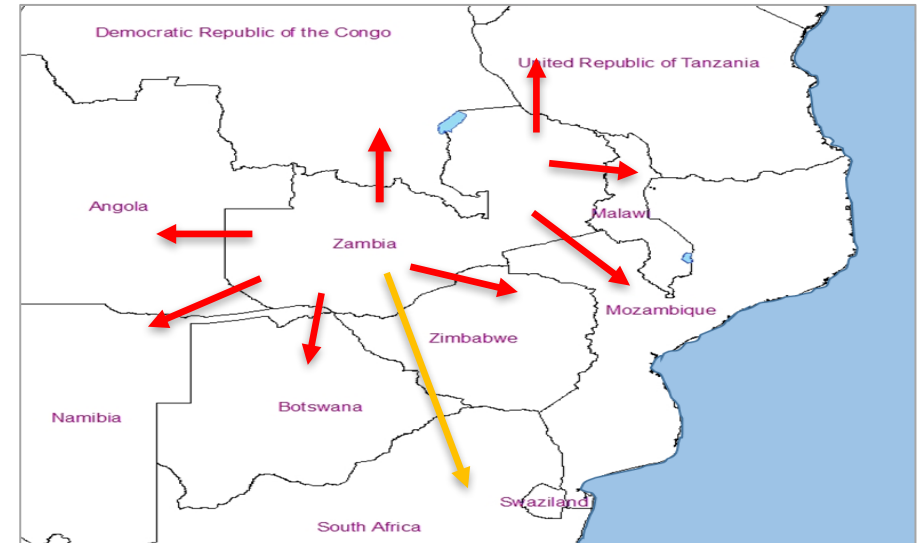 Democratic Republic of the Congo
United Republic of Tanzania
Angola
Malawi
Zambia
Mozambique
Zimbabwe
Botswana
Namibia
Swaziland
South Africa